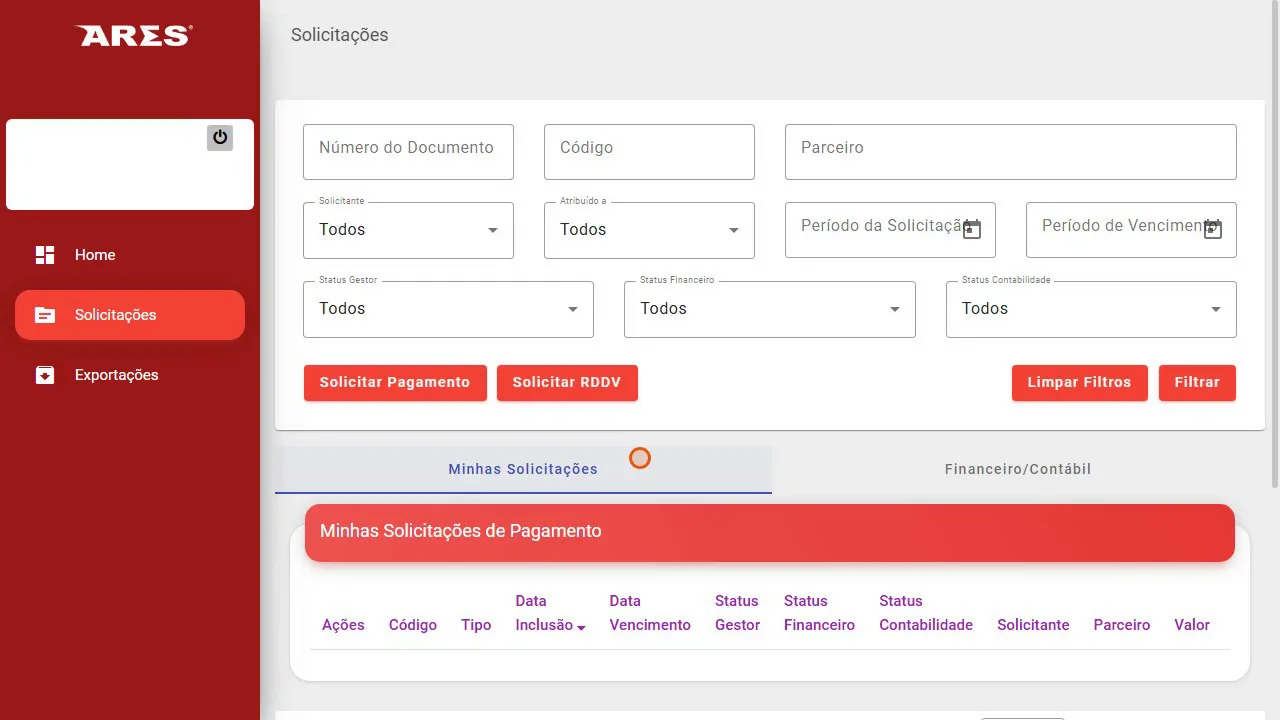 ARES
Solicitações
Home
Solicitações
Exportações
Número do Documento
Código
Parceiro
Solicitante
Todos
Atribuído a
Todos
Período da Solicitação
Período de Vencimento
Status Gestor
Todos
Status Financeiro
Todos
Status Contabilidade
Todos
Solicitar Pagamento
Solicitar RDDV
Limpar Filtros
Filtrar
Minhas Solicitações
Financeiro/Contábil
Minhas Solicitações de Pagamento
Ações
Código
Tipo
Data
Inclusão
Data
Vencimento
Status
Gestor
Status
Financeiro
Status
Contabilidade
Solicitante
Parceiro
Valor